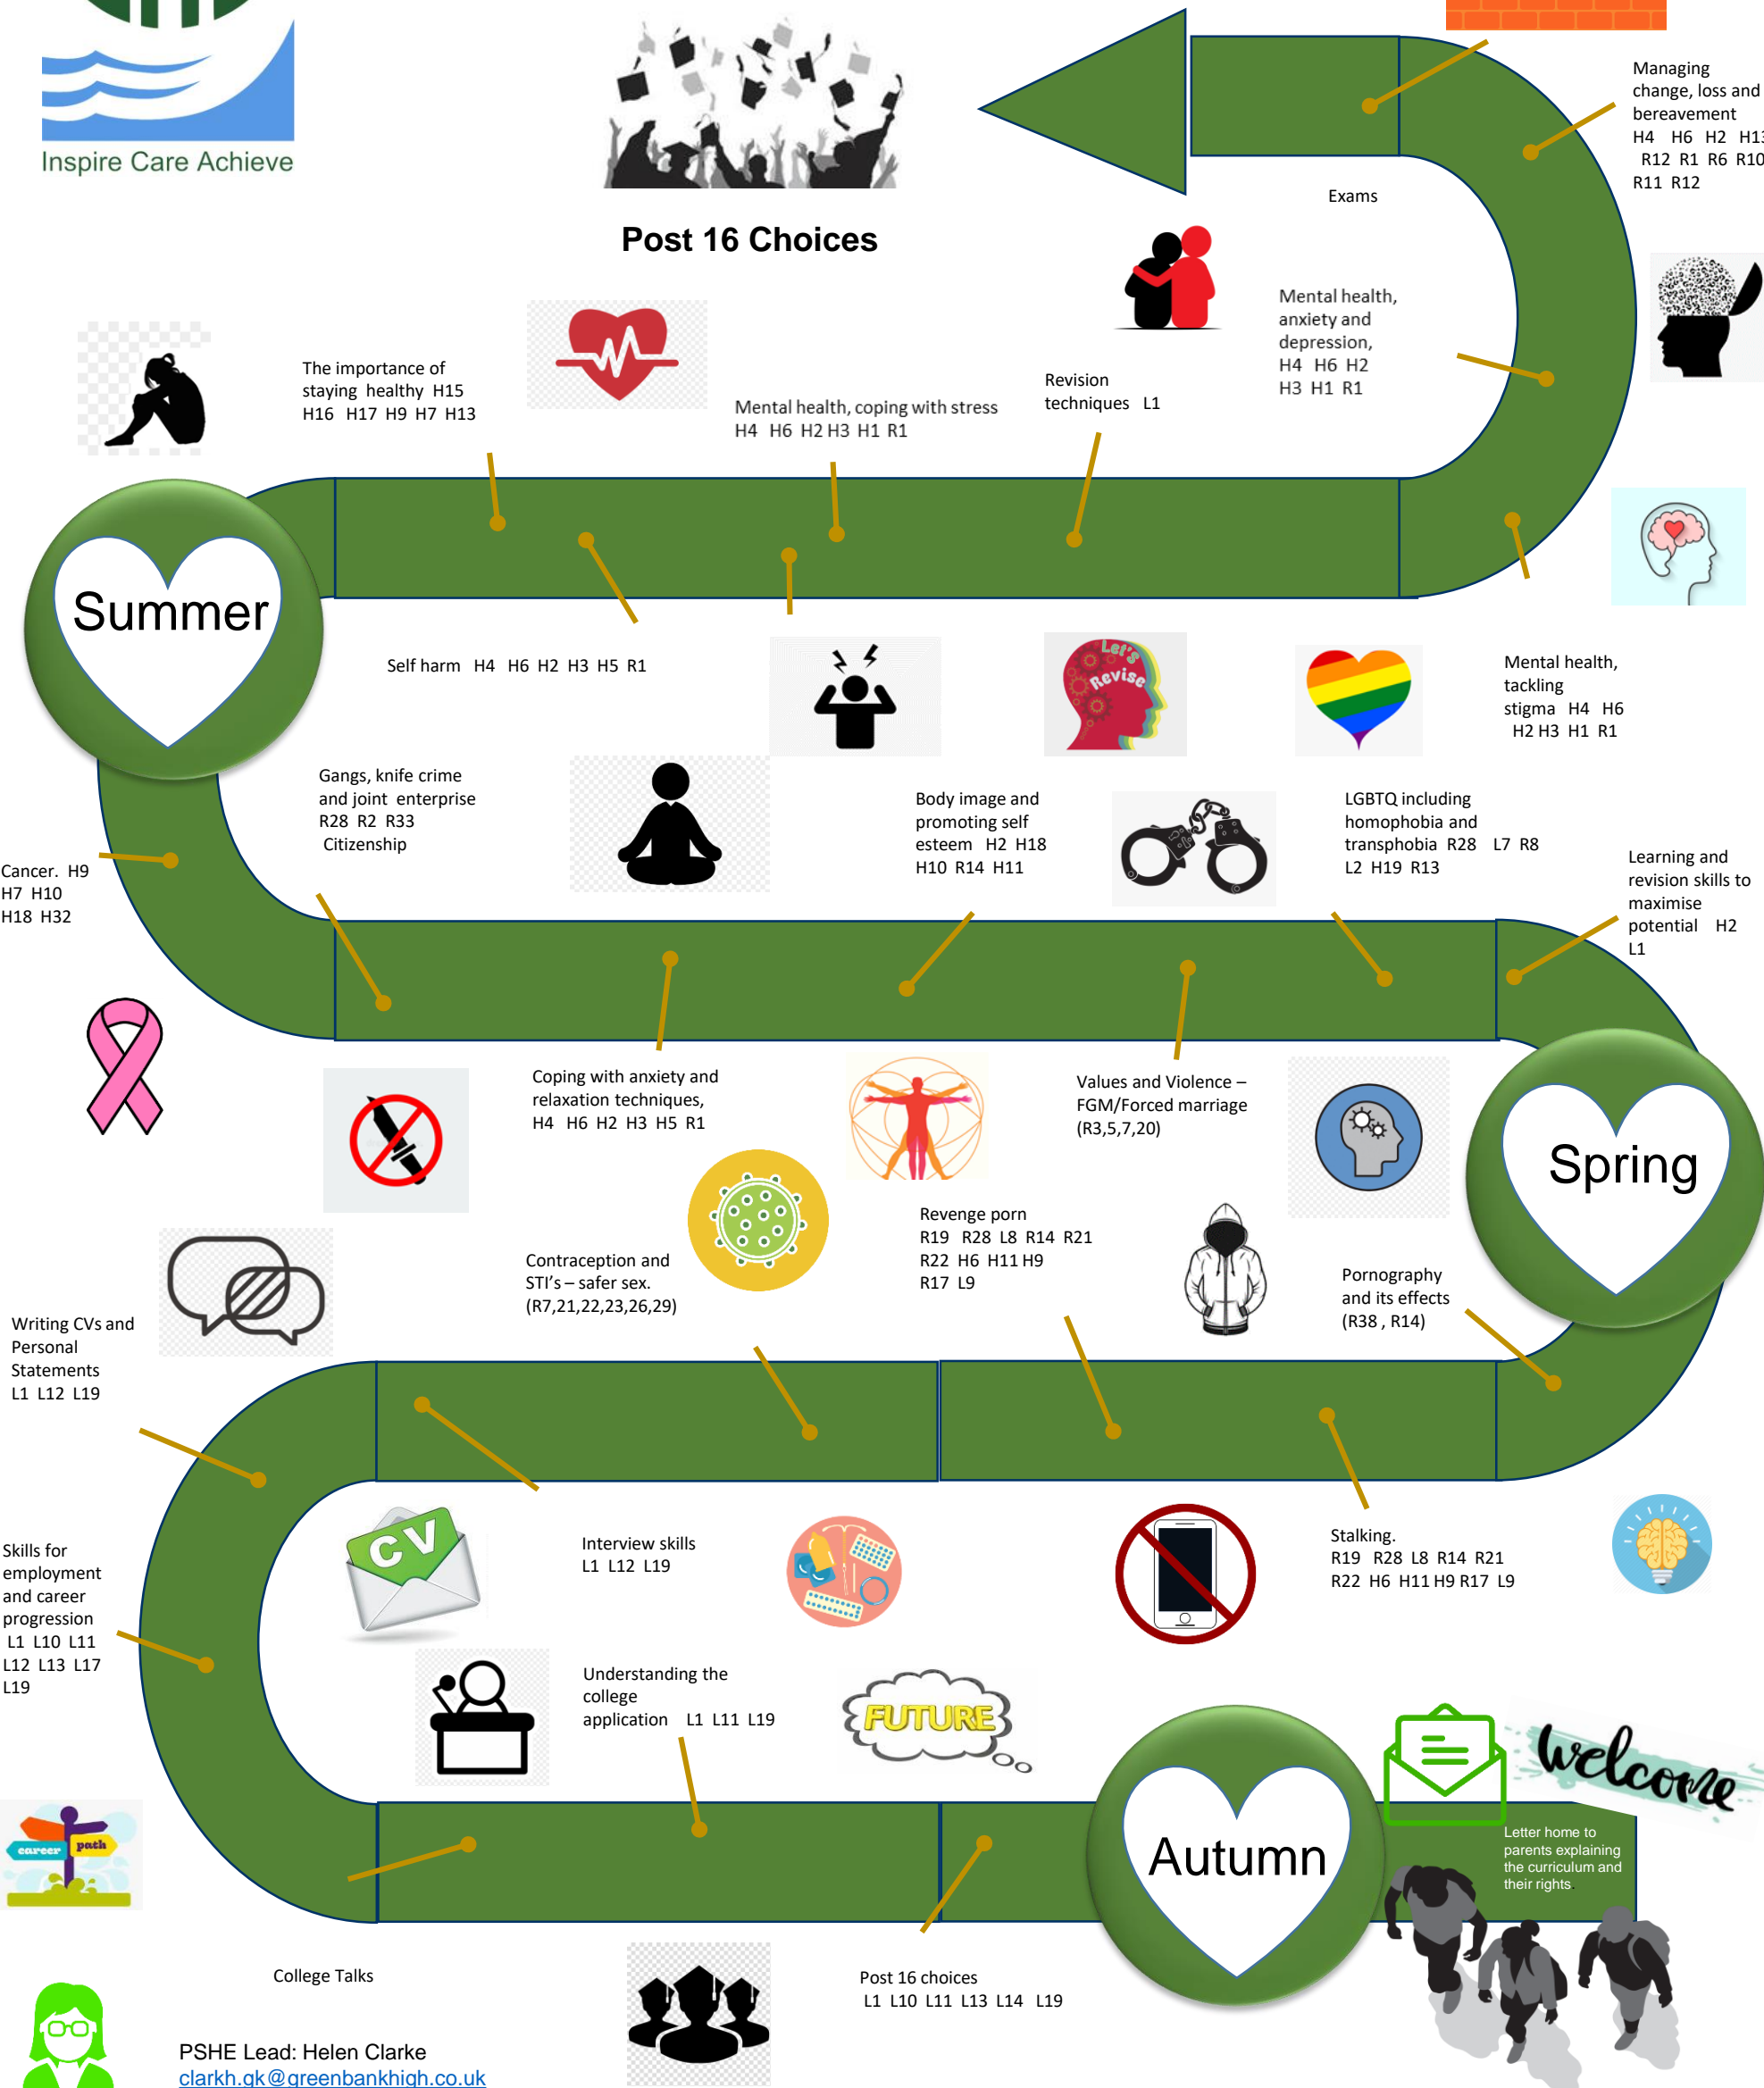 Inspire Care Achieve
Post 16 Choices
Managing
change, loss and
bereavement
H4 H6 H2 H13
R12 R1 R6 R10
R11 R12
Exams
Mental health,
anxiety and
depression,
H4 H6 H2
H3 H1 R1
Revision
techniques L1
Mental health, coping with stress
H4 H6 H2 H3 H1 R1
The importance of
staying healthy H15
H16 H17 H9 H7 H13
Summer
Self harm H4 H6 H2 H3 H5 R1
Let's
Revise
Mental health,
tackling
stigma H4 H6
H2 H3 H1 R1
Gangs, knife crime
and joint enterprise
R28 R2 R33
Citizenship
Body image and
promoting self
esteem H2 H18
H10 R14 H11
LGBTQ including
homophobia and
transphobia R28 L7 R8
L2 H19 R13
Learning and
revision skills to
maximise
potential H2
L1
Cancer. H9
H7 H10
H18 H32
Coping with anxiety and
relaxation techniques,
H4 H6 H2 H3 H5 R1
Values and Violence –
FGM/Forced marriage
(R3,5,7,20)
Spring
Contraception and
STI's – safer sex.
(R7,21,22,23,26,29)
Revenge porn
R19 R28 L8 R14 R21
R22 H6 H11 H9
R17 L9
Pornography
and its effects
(R38 , R14)
Writing CVs and
Personal
Statements
L1 L12 L19
Skills for
employment
and career
progression
L1 L10 L11
L12 L13 L17
L19
CV
Interview skills
L1 L12 L19
Stalking.
R19 R28 L8 R14 R21
R22 H6 H11 H9 R17 L9
Understanding the
college
application L1 L11 L19
FUTURE
welcome
Autumn
Letter home to
parents explaining
the curriculum and
their rights.
career path
College Talks
Post 16 choices
L1 L10 L11 L13 L14 L19
PSHE Lead: Helen Clarke
clarkh.gk@greenbankhigh.co.uk